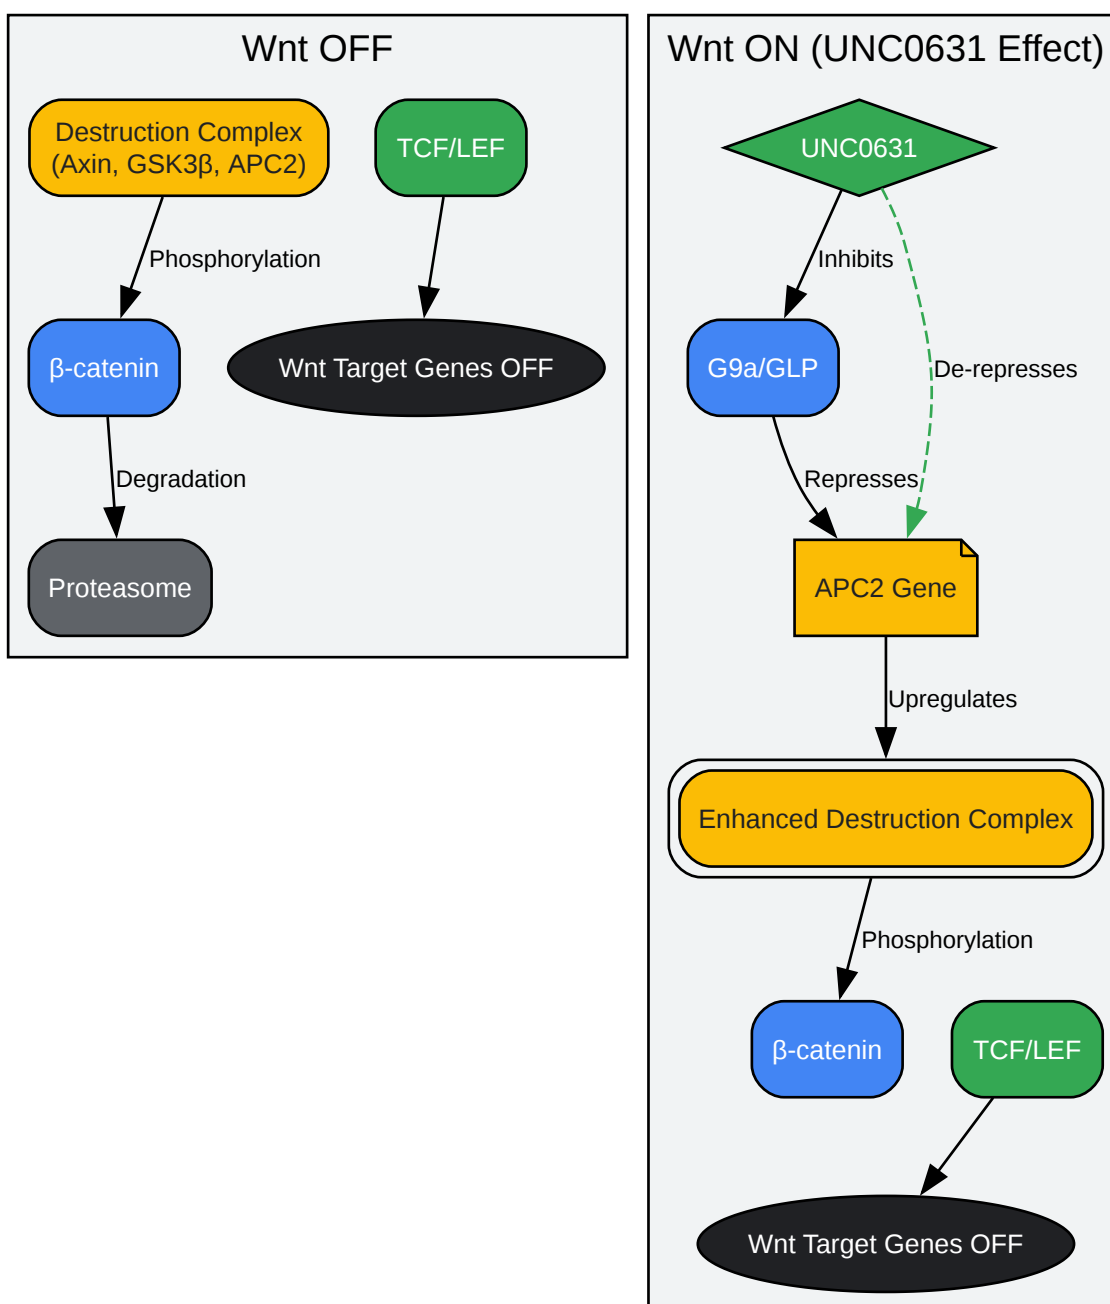 Wnt OFF
Destruction Complex
(Axin, GSK3β, APC2)
TCF/LEF
Phosphorylation
β-catenin
Wnt Target Genes OFF
Degradation
Proteasome
Wnt ON (UNC0631 Effect)
UNC0631
Inhibits
G9a/GLP
De-represses
Represses
APC2 Gene
Upregulates
Enhanced Destruction Complex
Phosphorylation
β-catenin
TCF/LEF
Wnt Target Genes OFF